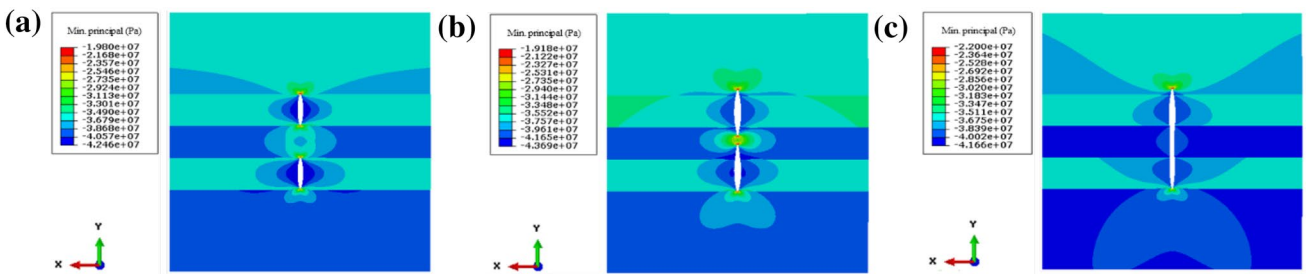 (a)
Min. principal (Pa)
-1.980e+07
-2.168e+07
-2.357e+07
-2.546e+07
-2.735e+07
-2.924e+07
-3.113e+07
-3.301e+07
-3.490e+07
-3.679e+07
-3.868e+07
-4.057e+07
-4.246e+07
Y
X
(b)
Min. principal (Pa)
-1.918e+07
-2.122e+07
-2.327e+07
-2.531e+07
-2.735e+07
-2.940e+07
-3.144e+07
-3.348e+07
-3.552e+07
-3.757e+07
-3.961e+07
-4.165e+07
-4.369e+07
Y
X
(c)
Min. principal (Pa)
-2.200e+07
-2.364e+07
-2.528e+07
-2.692e+07
-2.856e+07
-3.020e+07
-3.183e+07
-3.347e+07
-3.511e+07
-3.675e+07
-3.839e+07
-4.002e+07
-4.166e+07
Y
X